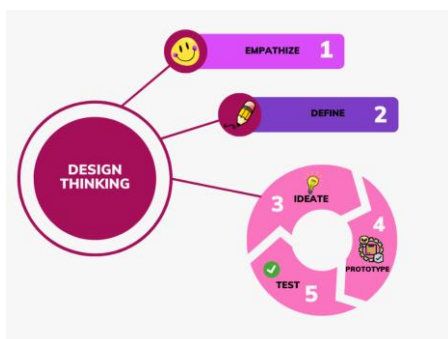 EMPATHIZE 1
DEFINE 2
DESIGN
THINKING
3 IDEATE
4
PROTOTYPE
TEST 5